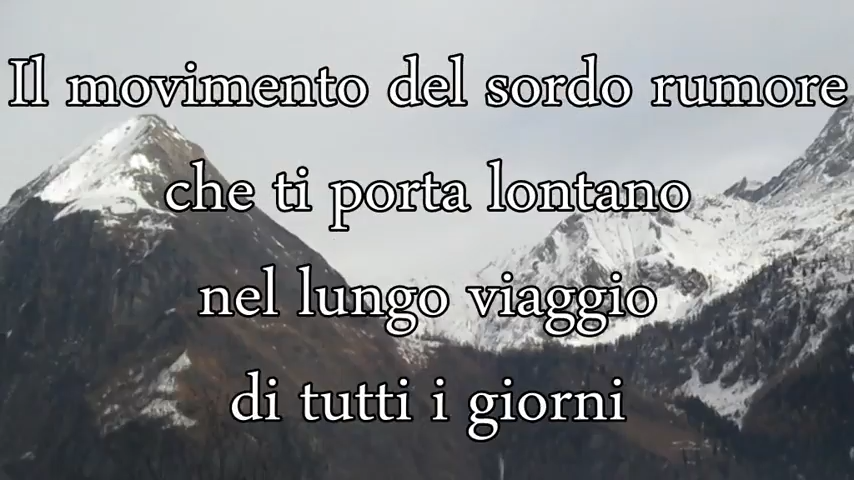 Il movimento del sordo rumore
che ti porta lontano
nel lungo viaggio
di tutti i giorni